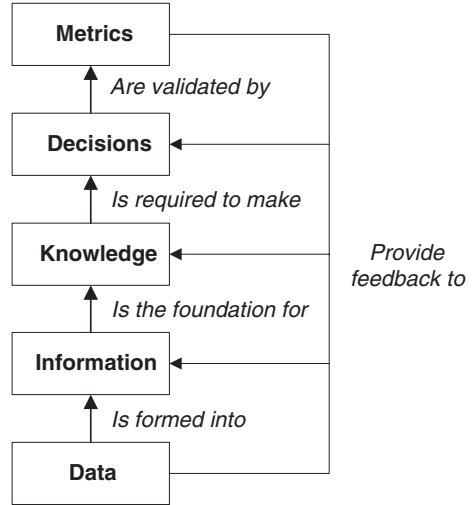 Metrics
Are validated by
Decisions
Is required to make
Knowledge
Provide
feedback to
Is the foundation for
Information
Is formed into
Data